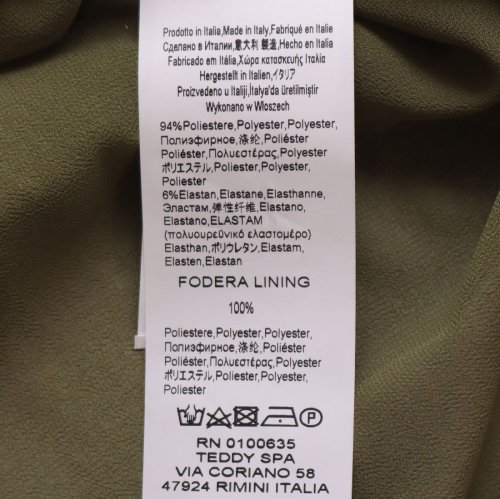 Prodotto in Italia,Made in Italy,Fabriqué en Italie
Сделано в Италии,意大利 製造,Hecho en Italia
Fabricado em Itália,Χώρα κατασκευής Ιταλία
Hergestellt in Italien,イタリア
Proizvedeno u Italiji,İtalya'da üretilmiştir
Wykonano w Włoszech
94%Poliestere,Polyester,Polyester,
Полиэфирное,涤纶,Poliéster
Poliéster,Πολυεστέρας,Polyester
ポリエステル,Poliester,Polyester,
Poliester
6%Elastan,Elastane,Elasthanne,
Эластам,弹性纤维,Elastano,
Elastano,ELASTAM
(πολυουρεθνικό ελαστομέρο)
Elasthan,ポリウレタン,Elastam,
Elasten,Elastan
FODERA LINING
100%
Poliestere,Polyester,Polyester,
Полиэфирное,涤纶,Poliéster
Poliéster,Πολυεστέρας,Polyester
ポリエステル,Poliester,Polyester,
Poliester
P
RN 0100635
TEDDY SPA
VIA CORIANO 58
47924 RIMINI ITALIA